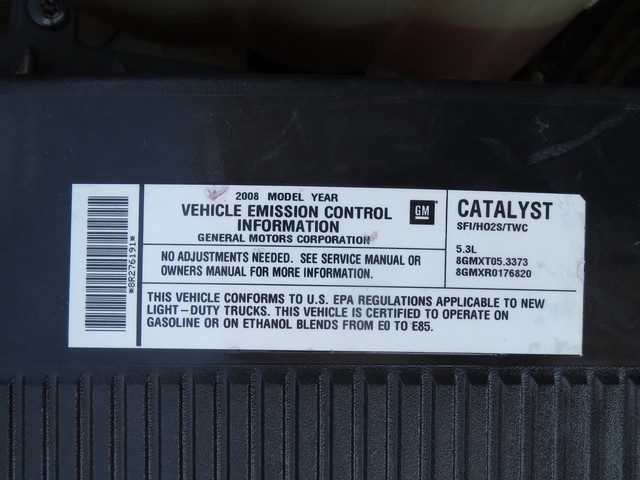 *8R276191*
2008 MODEL YEAR
VEHICLE EMISSION CONTROL
INFORMATION
GENERAL MOTORS CORPORATION
GM
NO ADJUSTMENTS NEEDED. SEE SERVICE MANUAL OR
OWNERS MANUAL FOR MORE INFORMATION.
CATALYST
SFI/HO2S/TWC
5.3L
8GMXT05.3373
8GMXR0176820
THIS VEHICLE CONFORMS TO U.S. EPA REGULATIONS APPLICABLE TO NEW
LIGHT-DUTY TRUCKS. THIS VEHICLE IS CERTIFIED TO OPERATE ON
GASOLINE OR ON ETHANOL BLENDS FROM E0 TO E85.